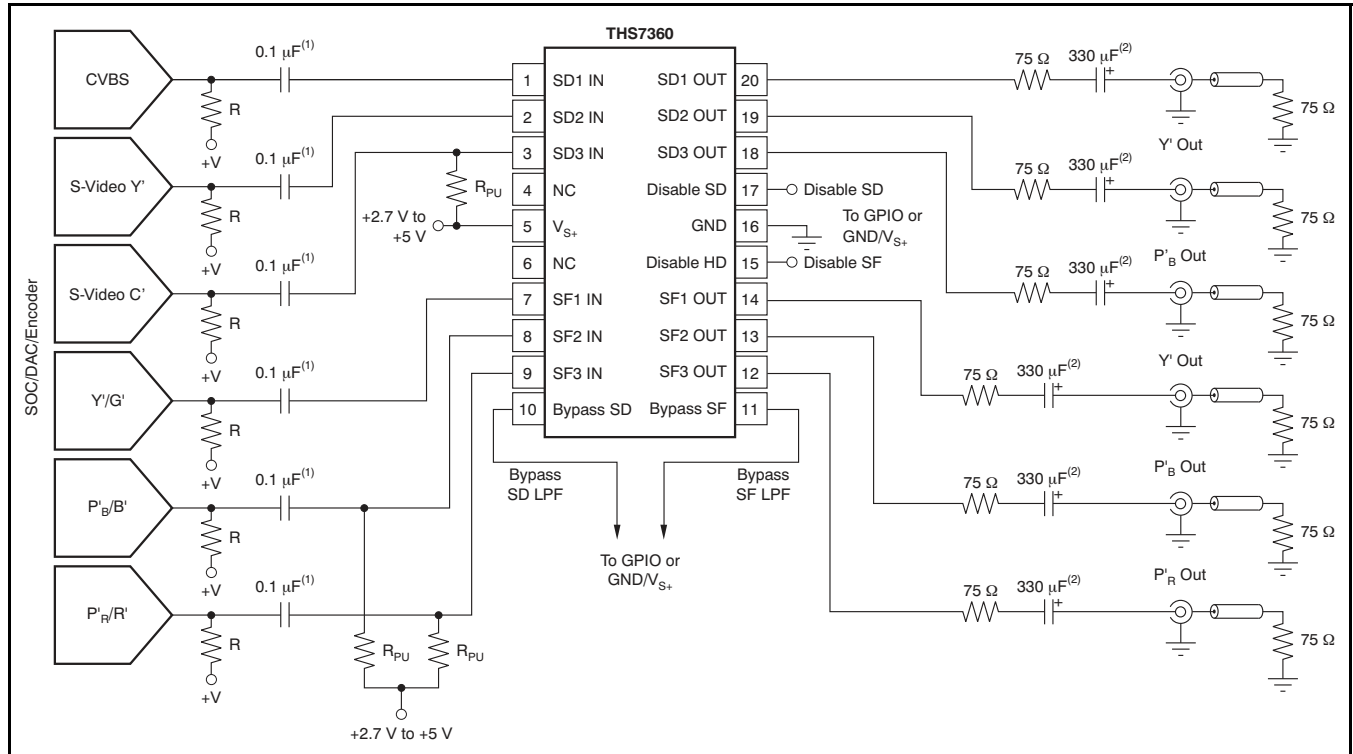 THS7360
SOC/DAC/Encoder
CVBS
0.1 μF(1)
R
+V
S-Video Y'
0.1 μF(1)
R
+V
S-Video C'
0.1 μF(1)
R
+V
Y'/G'
0.1 μF(1)
R
+V
P'B/B'
0.1 μF(1)
R
+V
P'R/R'
0.1 μF(1)
R
+V
RPU
+2.7 V to
+5 V
RPU
RPU
+2.7 V to +5 V
1 SD1 IN
2 SD2 IN
3 SD3 IN
4 NC
5 VS+
6 NC
7 SF1 IN
8 SF2 IN
9 SF3 IN
10 Bypass SD
SD1 OUT 20
SD2 OUT 19
SD3 OUT 18
Disable SD 17
GND 16
Disable HD 15
SF1 OUT 14
SF2 OUT 13
SF3 OUT 12
Bypass SF 11
Disable SD
To GPIO or
GND/VS+
Disable SF
Bypass
SD LPF
Bypass
SF LPF
To GPIO or
GND/VS+
75 Ω
330 μF(2)
+
75 Ω
Y' Out
75 Ω
330 μF(2)
+
75 Ω
P'B Out
75 Ω
330 μF(2)
+
75 Ω
Y' Out
75 Ω
330 μF(2)
+
75 Ω
P'B Out
75 Ω
330 μF(2)
+
75 Ω
P'R Out
75 Ω
330 μF(2)
+
75 Ω